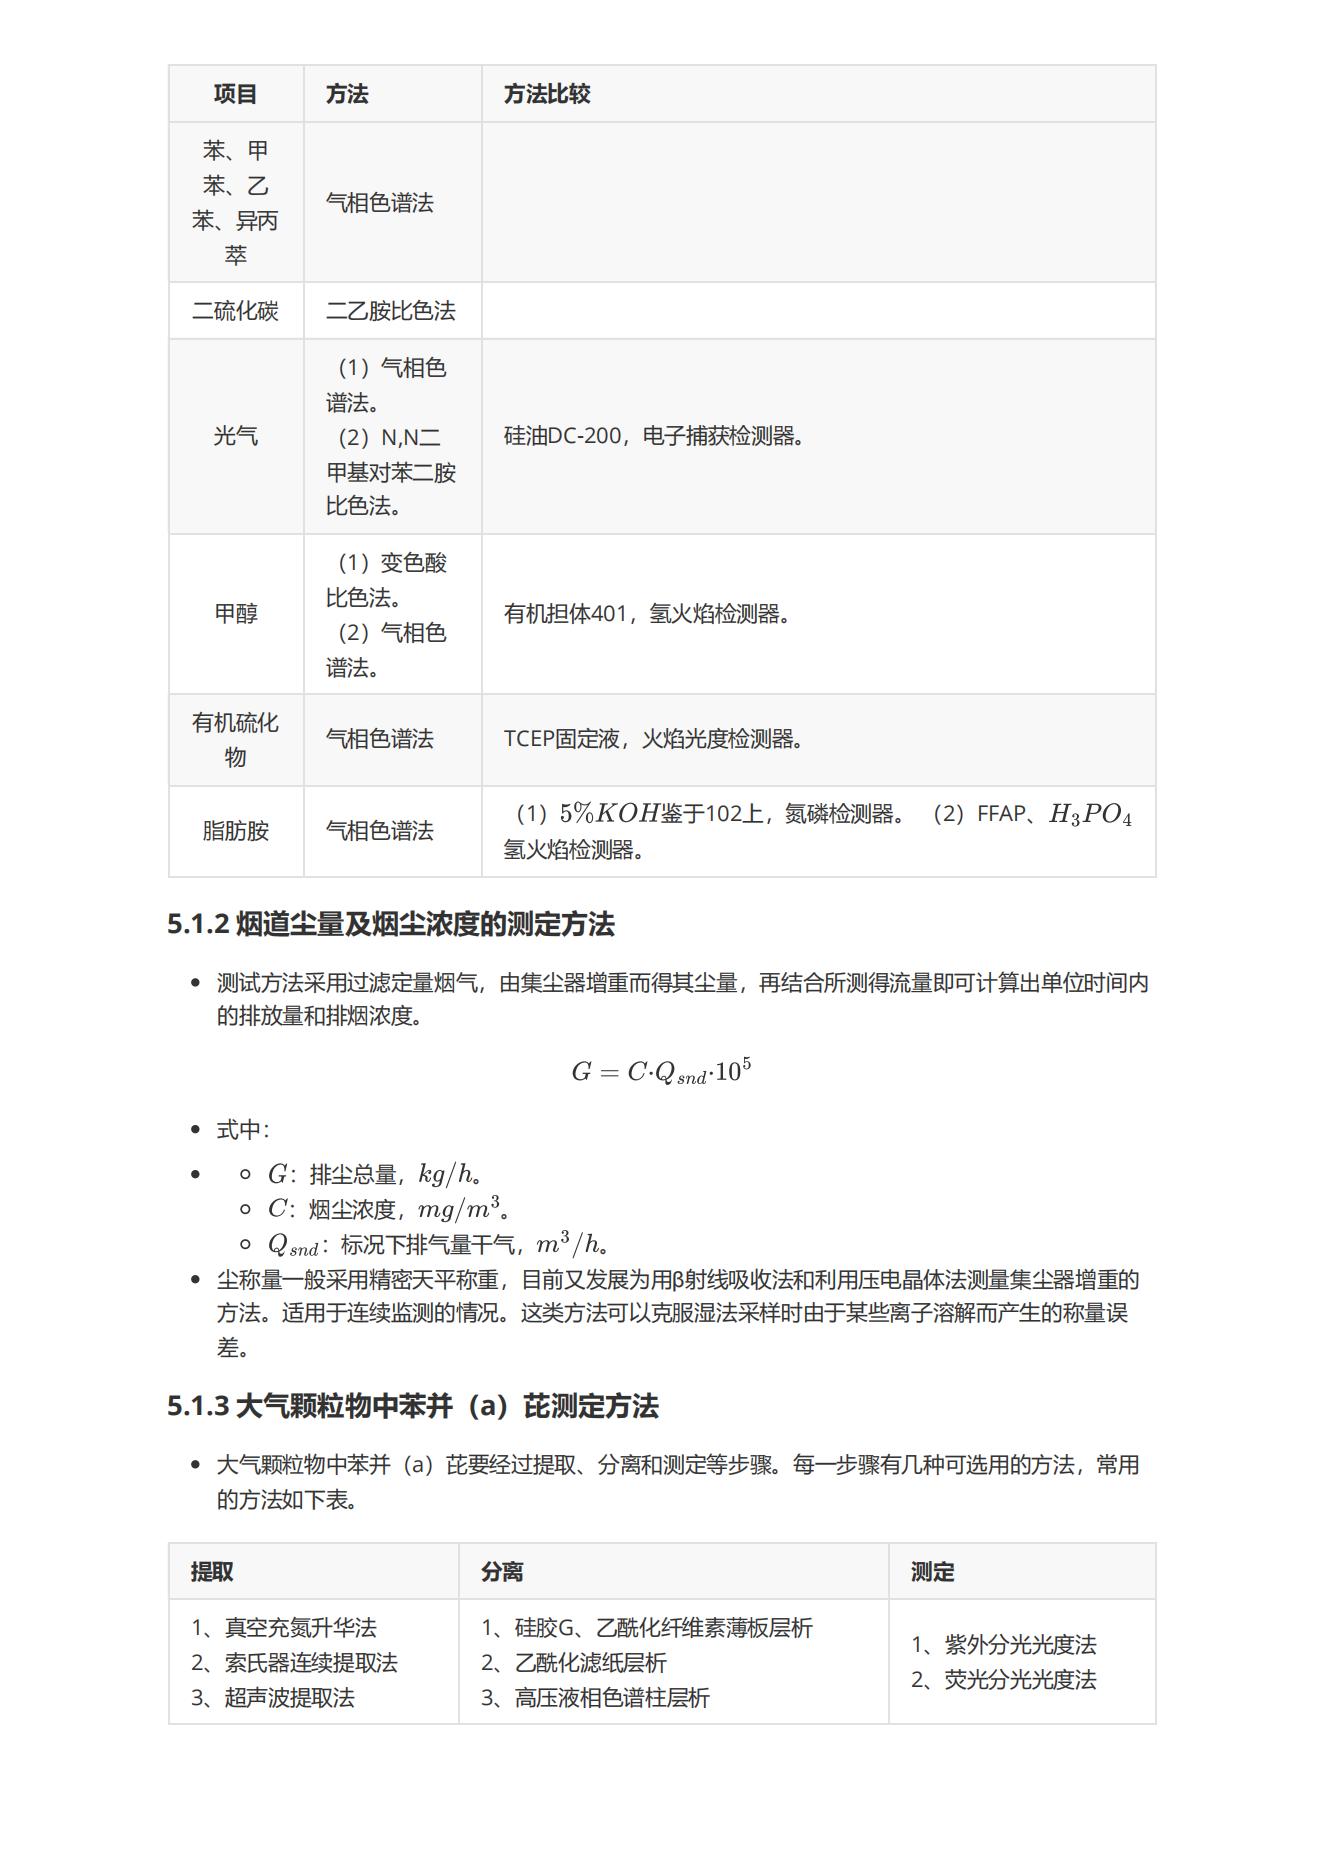 项目 方法 方法比较
苯、甲
苯、乙
苯、异丙
萃
气相色谱法
二硫化碳 二乙胺比色法
光气
（1）气相色
谱法。
（2）N,N二
甲基对苯二胺
比色法。
硅油DC-200，电子捕获检测器。
甲醇
（1）变色酸
比色法。
（2）气相色
谱法。
有机担体401，氢火焰检测器。
有机硫化
物
气相色谱法
TCEP固定液，火焰光度检测器。
脂肪胺
气相色谱法
（1）5%KOH鉴于102上，氮磷检测器。 （2）FFAP、H₃PO₄
氢火焰检测器。
5.1.2 烟道尘量及烟尘浓度的测定方法
• 测试方法采用过滤定量烟气，由集尘器增重而得其尘量，再结合所测得流量即可计算出单位时间内
的排放量和排烟浓度。
G = C·Q_{snd}·10⁵
• 式中：
• ◦ G：排尘总量，kg/h。
◦ C：烟尘浓度，mg/m³。
◦ Q_{snd}：标况下排气量干气，m³/h。
• 尘称量一般采用精密天平称重，目前又发展为用β射线吸收法和利用压电晶体法测量集尘器增重的
方法。适用于连续监测的情况。这类方法可以克服湿法采样时由于某些离子溶解而产生的称量误
差。
5.1.3 大气颗粒物中苯并（a）芘测定方法
• 大气颗粒物中苯并（a）芘要经过提取、分离和测定等步骤。每一步骤有几种可选用的方法，常用
的方法如下表。
提取 分离 测定
1、真空充氮升华法
2、索氏器连续提取法
3、超声波提取法
1、硅胶G、乙酰化纤维素薄板层析
2、乙酰化滤纸层析
3、高压液相色谱柱层析
1、紫外分光光度法
2、荧光分光光度法